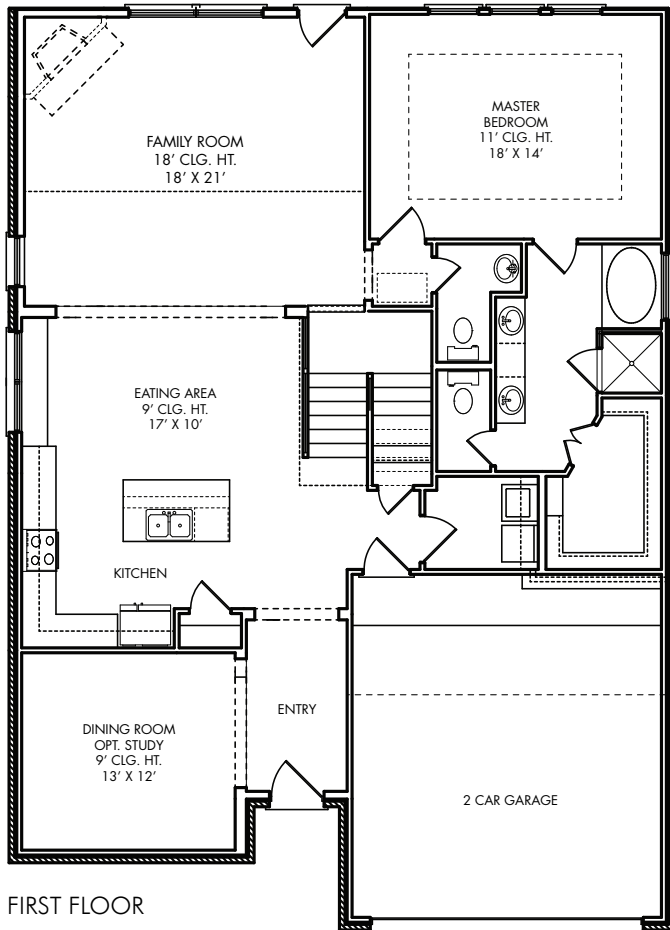 FAMILY ROOM
18’ CLG. HT.
18’ X 21’
MASTER
BEDROOM
11’ CLG. HT.
18’ X 14’
EATING AREA
9’ CLG. HT.
17’ X 10’
KITCHEN
DINING ROOM
OPT. STUDY
9’ CLG. HT.
13’ X 12’
ENTRY
2 CAR GARAGE
FIRST FLOOR